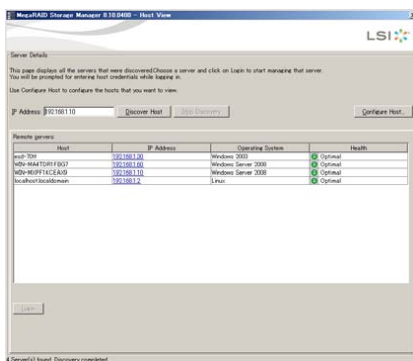 MegaRAID Storage Manager 8.10.0400 - Host View
LSI
Server Details
This page displays all the servers that were discovered.Choose a server and click on Login to start managing that server.
You will be prompted for entering host credentials while logging in.
Use Configure Host to configure the hosts that you want to view.
IP Address: 192.168.1.10 Discover Host Stop Discovery Configure Host...
Remote servers:
Host IP Address Operating System Health
192.168.1.30 Windows 2003 Optimal
192.168.1.60 Windows Server 2008 Optimal
192.168.1.10 Windows Server 2008 Optimal
localhost.localdomain 192.168.1.2 Linux Optimal
Login
4 Server(s) found. Discovery completed.